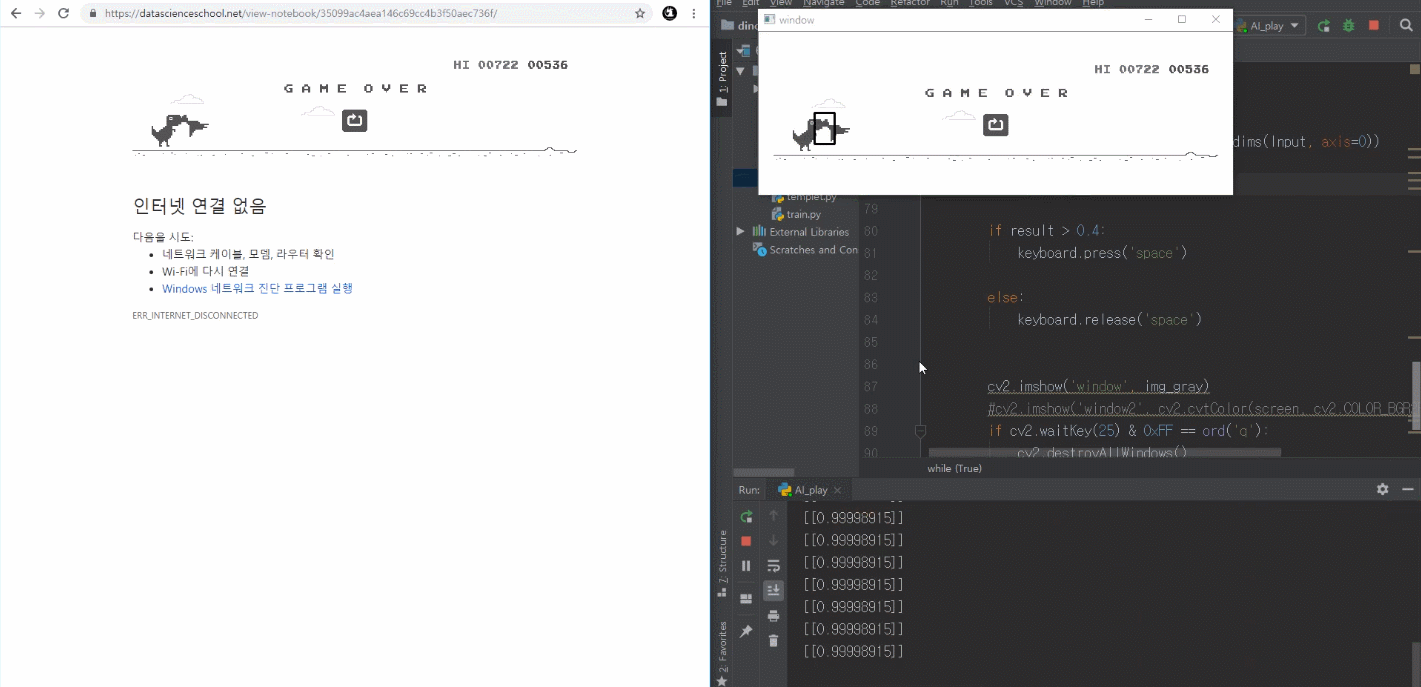 https://datascienceschool.net/view-notebook/35099ac4aea146c69cc4b3f50aec736f/
HI 00722 00536
GAME OVER
인터넷 연결 없음
다음을 시도:
네트워크 케이블, 모뎀, 라우터 확인
Wi-Fi에 다시 연결
Windows 네트워크 진단 프로그램 실행
ERR_INTERNET_DISCONNECTED
File Edit View Navigate Code Refactor Run Tools VCS Window Help
window
AI_play
HI 00722 00536
GAME OVER
1: Project
dims(Input, axis=0))
templet.py
train.py
External Libraries
Scratches and Con
79
80 if result > 0.4:
81 keyboard.press('space')
82
83 else:
84 keyboard.release('space')
85
86
87 cv2.imshow('window', img_gray)
88 #cv2.imshow('window2', cv2.cvtColor(screen, cv2.COLOR_BGR
89 if cv2.waitKey(25) & 0xFF == ord('q'):
90 cv2.destroyAllWindows()
while (True)
Run: AI_play
[[0.99998915]]
[[0.99998915]]
[[0.99998915]]
[[0.99998915]]
[[0.99998915]]
[[0.99998915]]
[[0.99998915]]
7: Structure
2: Favorites